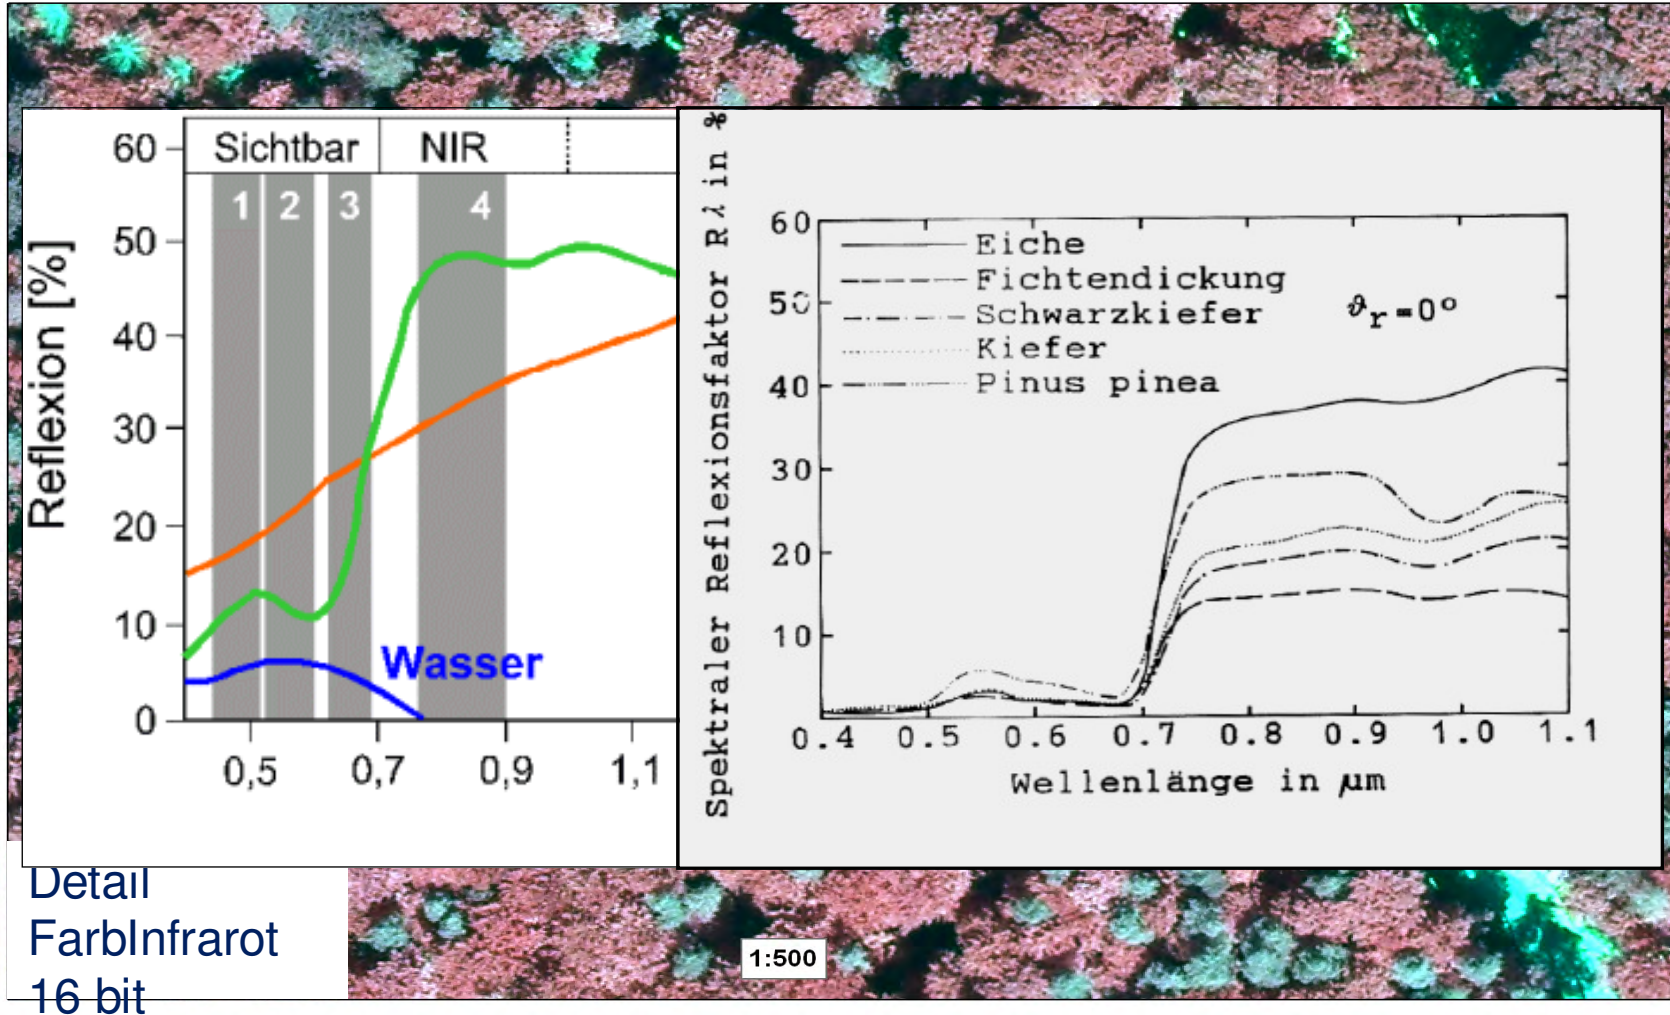 Sichtbar NIR
1 2 3 4
Reflexion [%]
60
50
40
30
20
10
0
Wasser
0,5 0,7 0,9 1,1
Spektraler Reflexionsfaktor R λ in %
60
50
40
30
20
10
Eiche
Fichtendickung
Schwarzkiefer
Kiefer
Pinus pinea
ϑr=0°
0.4 0.5 0.6 0.7 0.8 0.9 1.0 1.1
Wellenlänge in µm
Detail
FarbInfrarot
16 bit
1:500